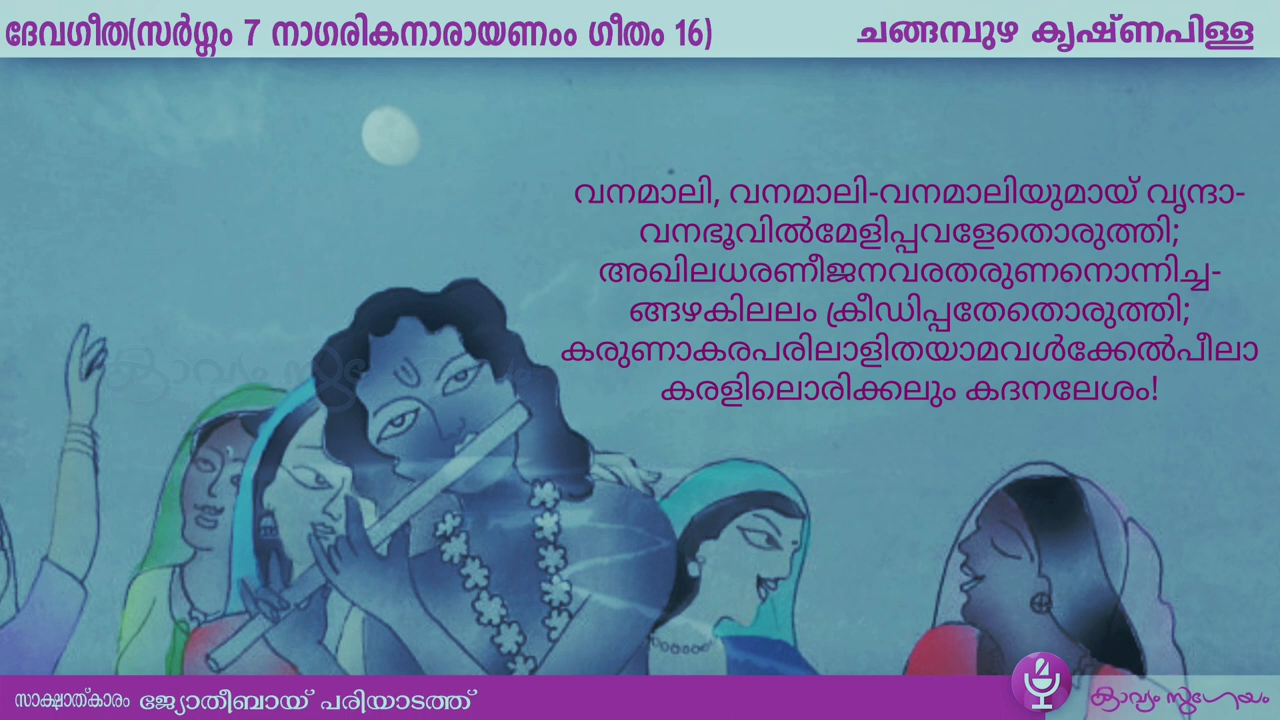 ദേവഗീത(സർഗ്ഗം 7 നാഗരികനാരായണംം ഗീതം 16)
ചങ്ങമ്പുഴ കൃഷ്ണപിള്ള
വനമാലി, വനമാലി-വനമാലിയുമായ് വൃന്ദാ-
വനഭൂവിൽമേളിപ്പവളേതൊരുത്തി;
അഖിലധരണീജനവരതരുണനൊന്നിച്ച-
ങ്ങഴകിലലം ക്രീഡിപ്പതേതൊരുത്തി;
കരുണാകരപരിലാളിതയാമവൾക്കേൽപീലാ
കരളിലൊരിക്കലും കദനലേശം!
കാവ്യം സുഗേയം
സാക്ഷാത്കാരം ജ്യോതീബായ് പരിയാടത്ത്
കാവ്യം സുഗേയം